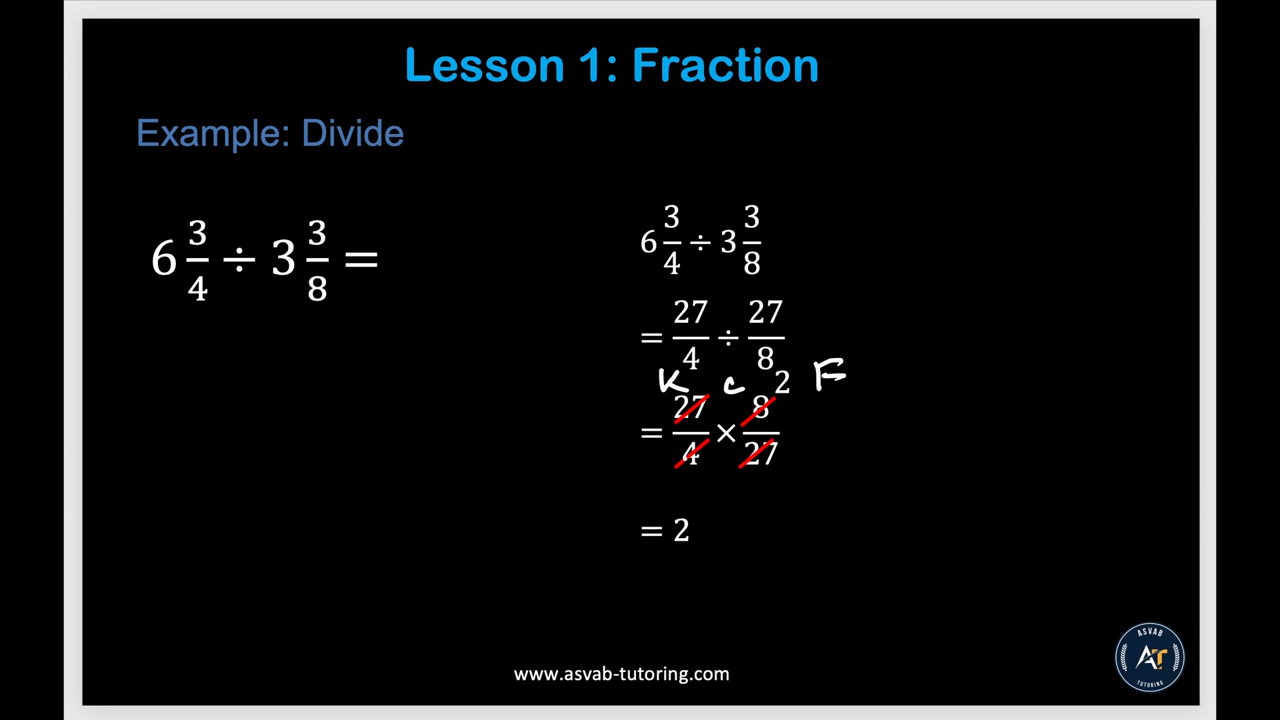 Lesson 1: Fraction
Example: Divide
6 3/4 ÷ 3 3/8 =
6 3/4 ÷ 3 3/8
= 27/4 ÷ 27/8
K C 2 F
= 27/4 × 8/27
= 2
www.asvab-tutoring.com
ASVAB
AT
TUTORING